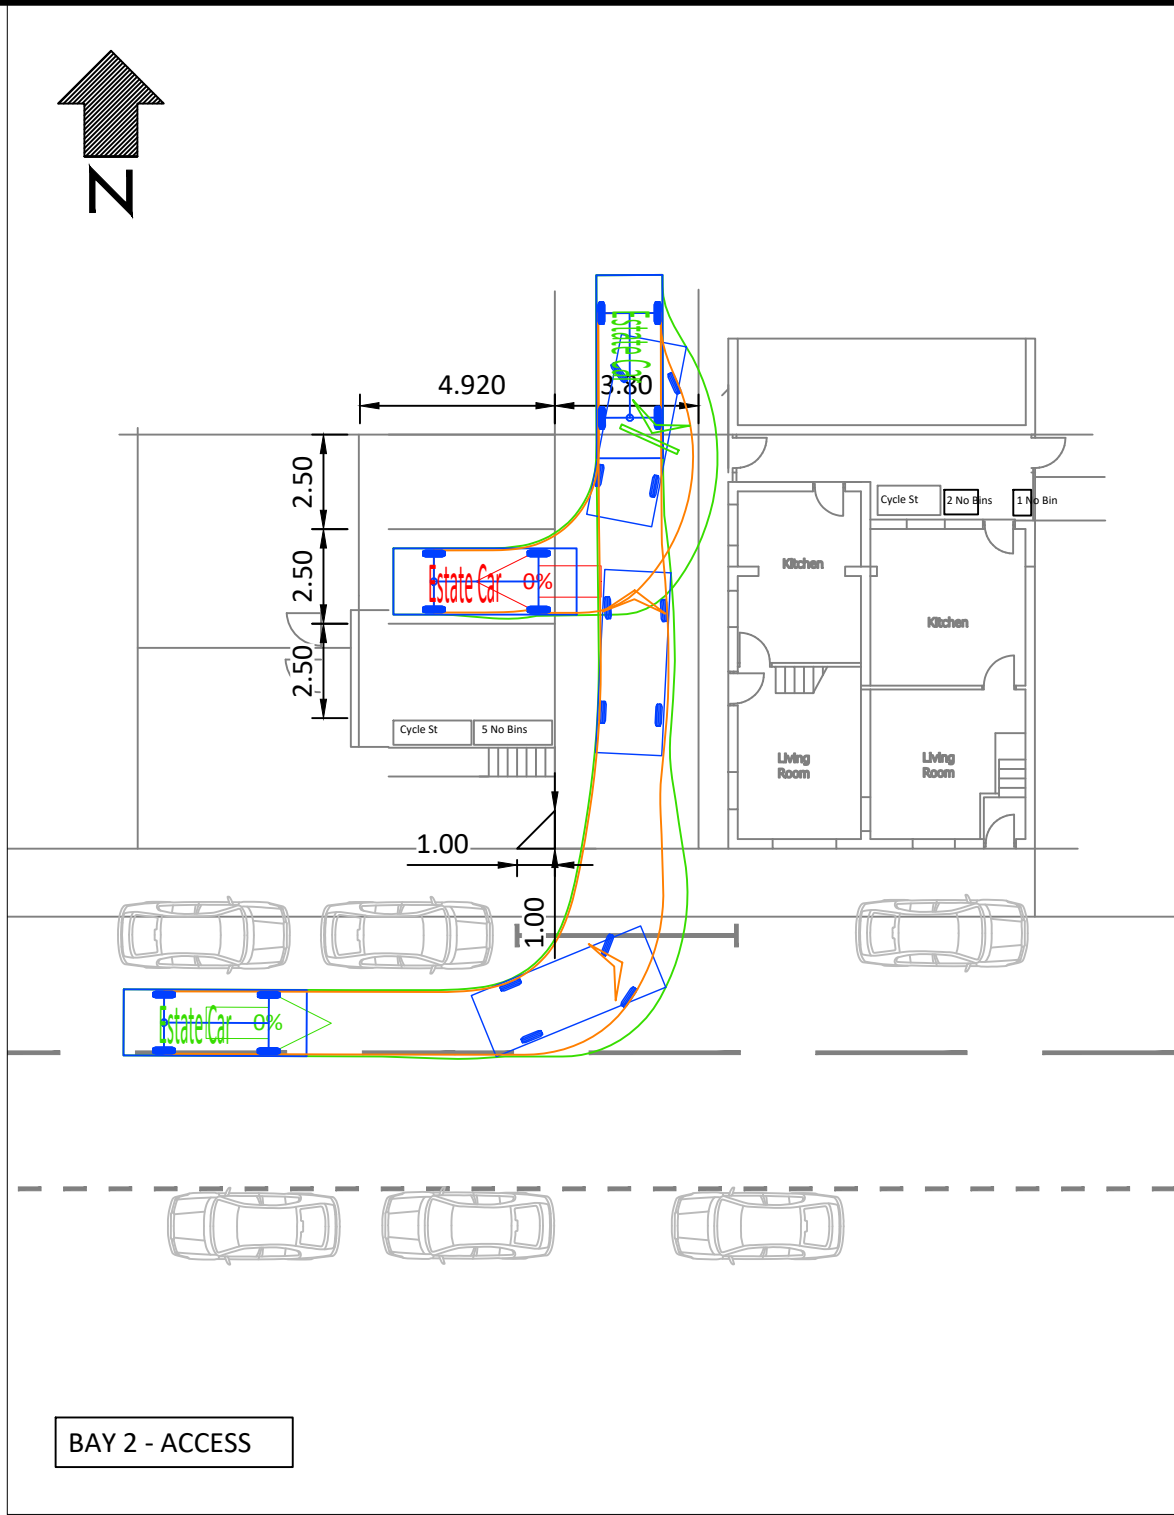 N
Estate Car
4.920
3.80
2.50
2.50
2.50
Estate Car 0%
Cycle St
2 No Bins
1 No Bin
Kitchen
Kitchen
Cycle St
5 No Bins
Living
Room
Living
Room
1.00
1.00
Estate Car 0%
BAY 2 - ACCESS